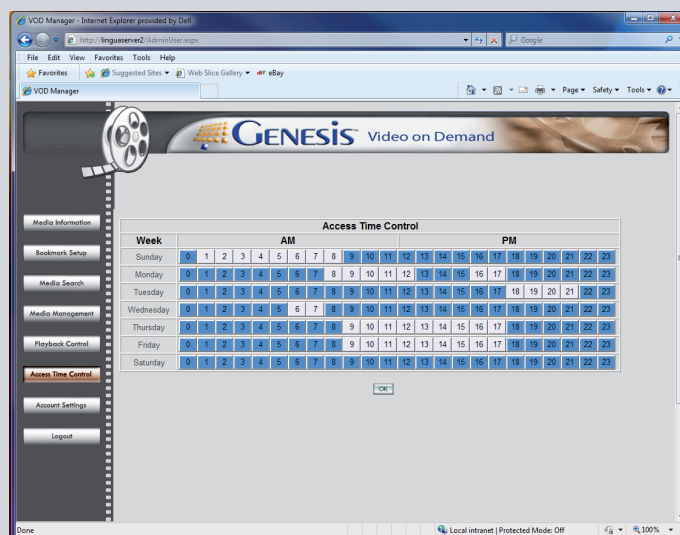 VOD Manager - Internet Explorer provided by Dell
http://linguaserver2/AdminUser.aspx
Google
File Edit View Favorites Tools Help
Favorites Suggested Sites Web Slice Gallery eBay
VOD Manager
Page Safety Tools
GENESIS Video on Demand
Media Information
Bookmark Setup
Media Search
Media Management
Playback Control
Access Time Control
Account Settings
Logout
Access Time Control
Week AM PM
Sunday 0 1 2 3 4 5 6 7 8 9 10 11 12 13 14 15 16 17 18 19 20 21 22 23
Monday 0 1 2 3 4 5 6 7 8 9 10 11 12 13 14 15 16 17 18 19 20 21 22 23
Tuesday 0 1 2 3 4 5 6 7 8 9 10 11 12 13 14 15 16 17 18 19 20 21 22 23
Wednesday 0 1 2 3 4 5 6 7 8 9 10 11 12 13 14 15 16 17 18 19 20 21 22 23
Thursday 0 1 2 3 4 5 6 7 8 9 10 11 12 13 14 15 16 17 18 19 20 21 22 23
Friday 0 1 2 3 4 5 6 7 8 9 10 11 12 13 14 15 16 17 18 19 20 21 22 23
Saturday 0 1 2 3 4 5 6 7 8 9 10 11 12 13 14 15 16 17 18 19 20 21 22 23
OK
Done
Local intranet | Protected Mode: Off
100%